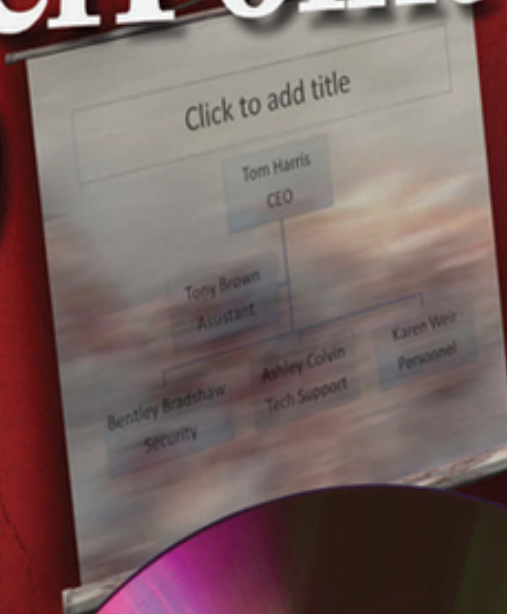 Click to add title
Tom Harris
CEO
Tony Brown
Assistant
Bentley Bradshaw
Security
Ashley Colvin
Tech Support
Karen Weir
Personnel